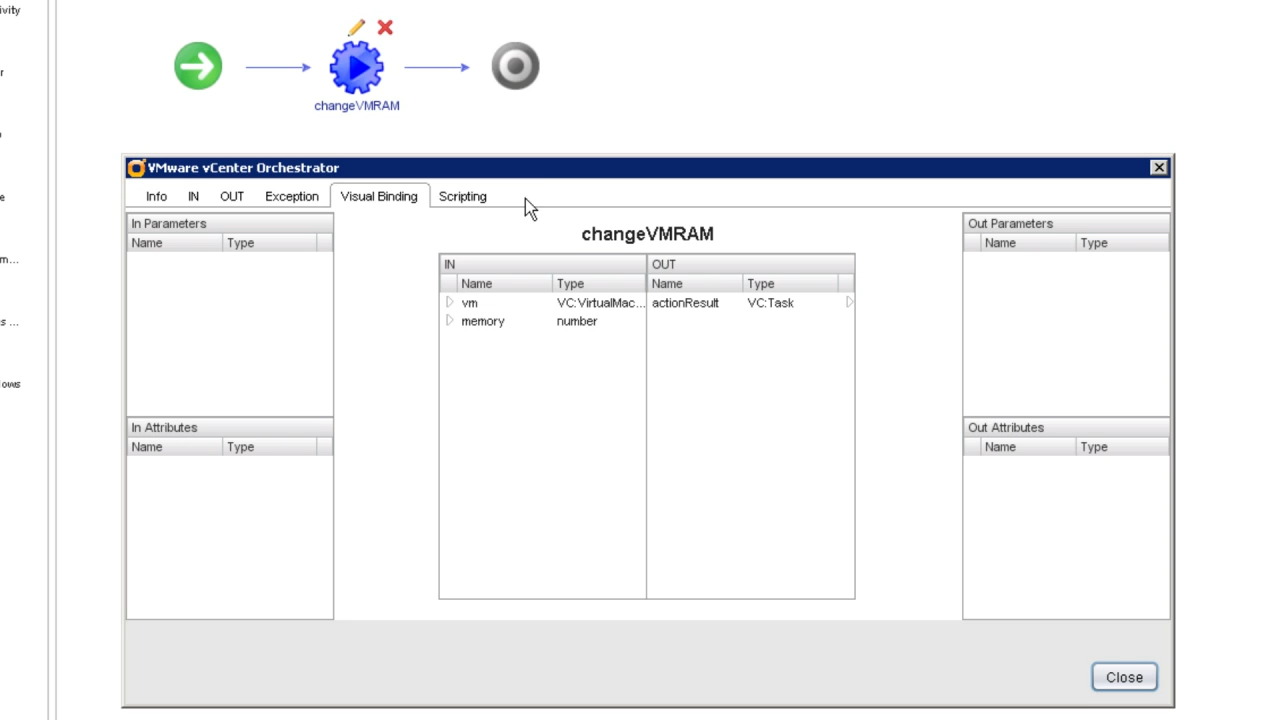 ivity
r
e
m...
s ...
lows
changeVMRAM
VMware vCenter Orchestrator
Info IN OUT Exception Visual Binding Scripting
In Parameters
Name Type
In Attributes
Name Type
changeVMRAM
IN OUT
Name Type Name Type
vm VC:VirtualMac... actionResult VC:Task
memory number
Out Parameters
Name Type
Out Attributes
Name Type
Close